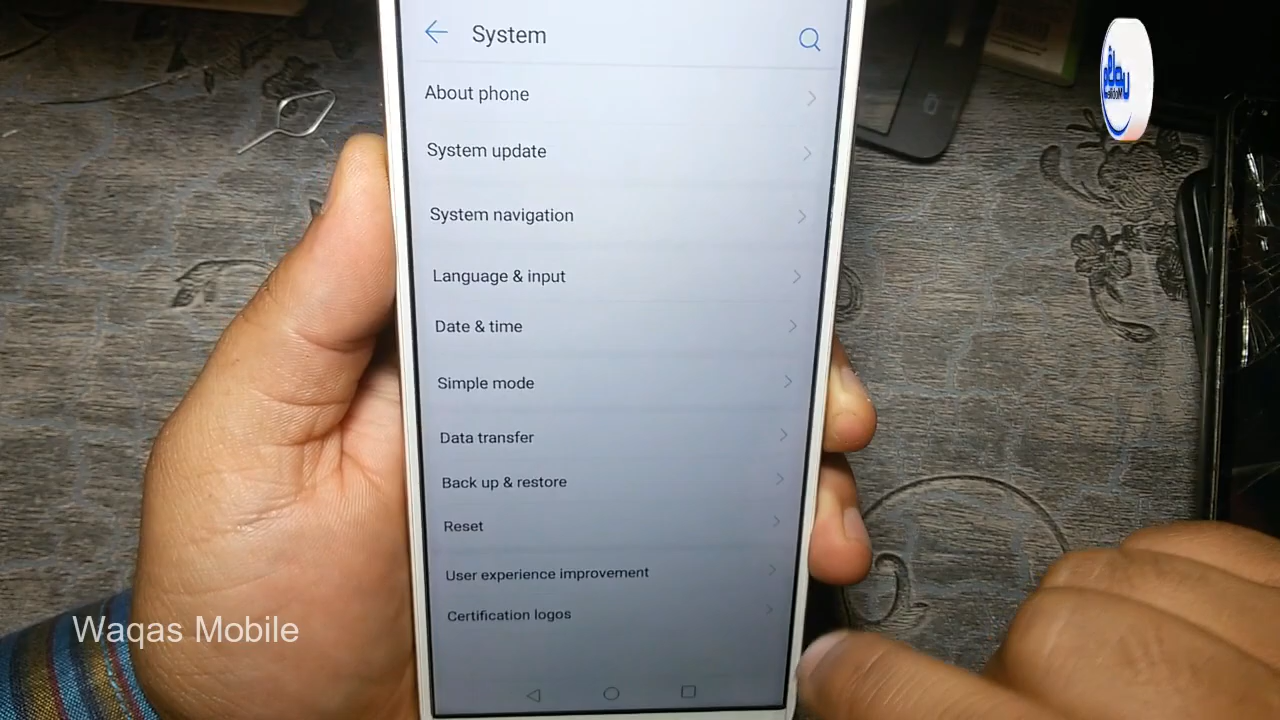 System
About phone
System update
System navigation
Language & input
Date & time
Simple mode
Data transfer
Back up & restore
Reset
User experience improvement
Certification logos
Waqas Mobile